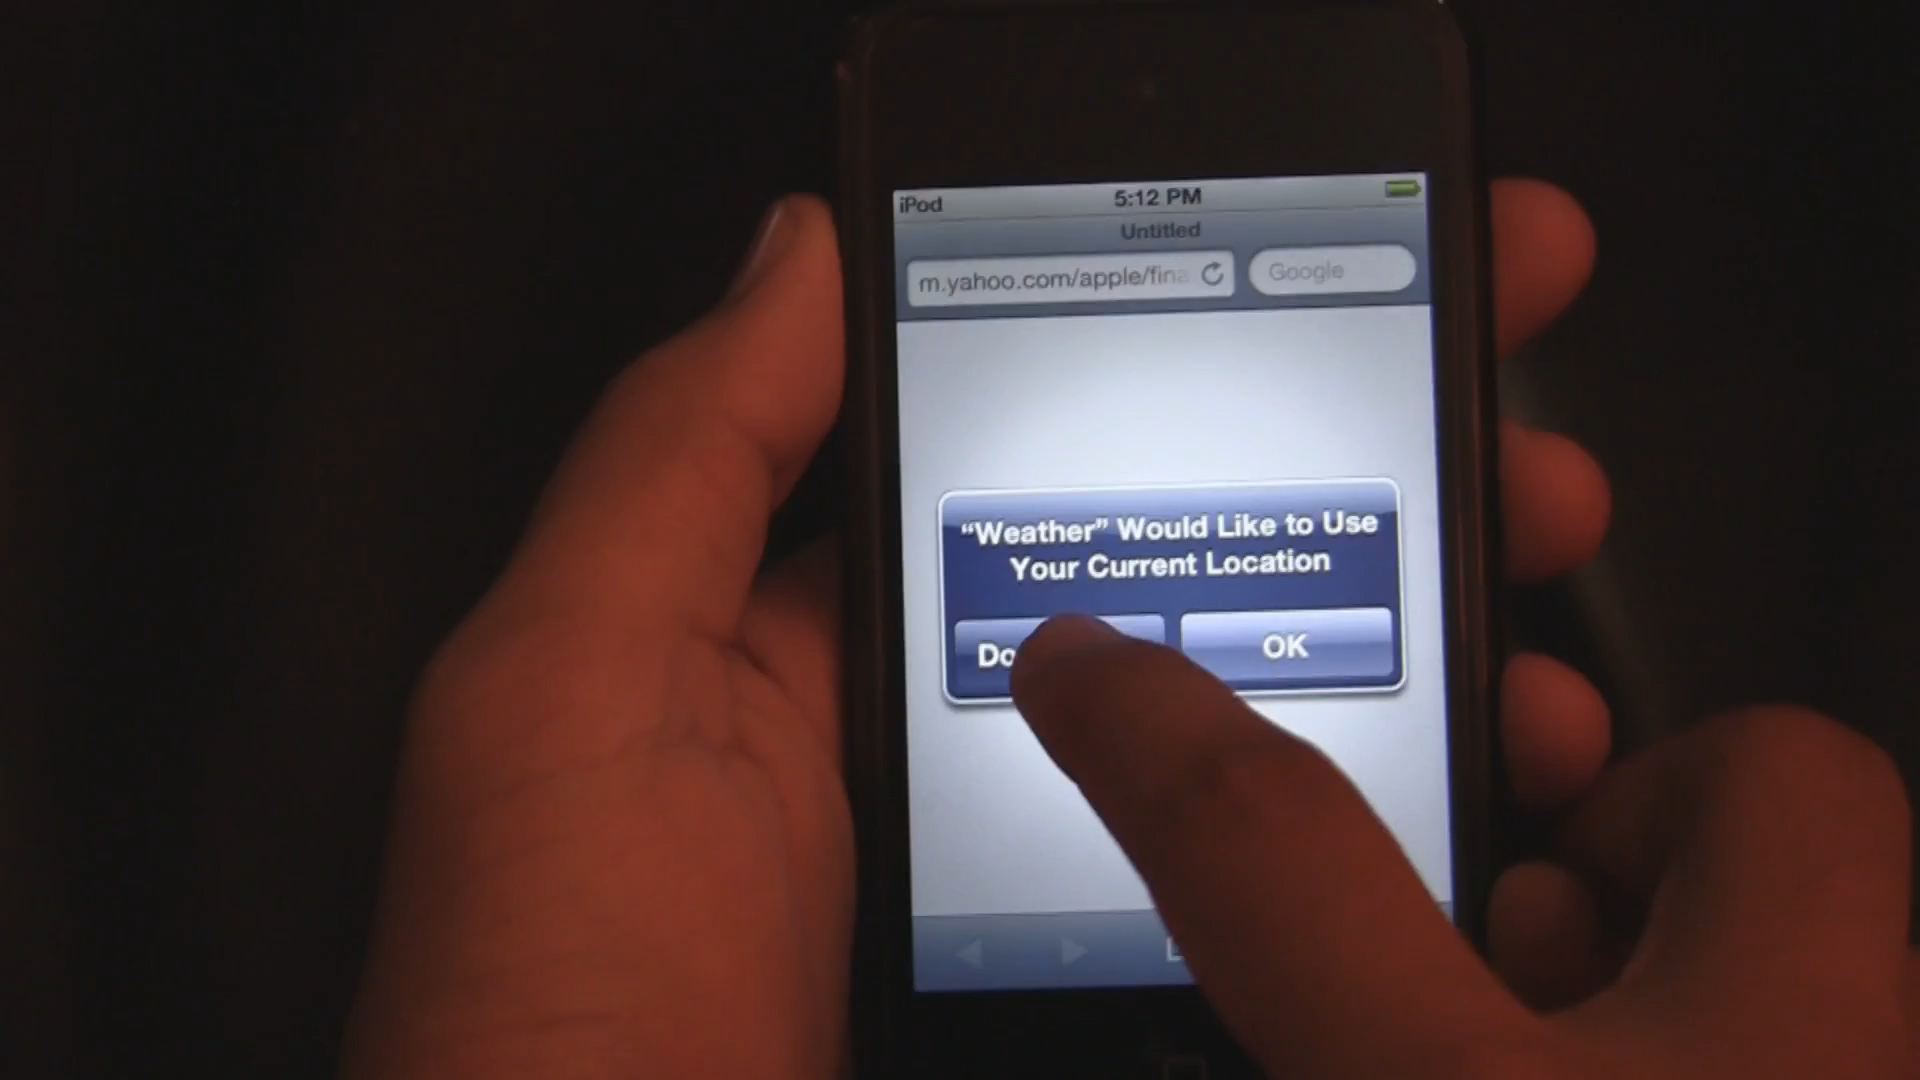 iPod 5:12 PM
Untitled
m.yahoo.com/apple/fina
Google
“Weather” Would Like to Use
Your Current Location
OK